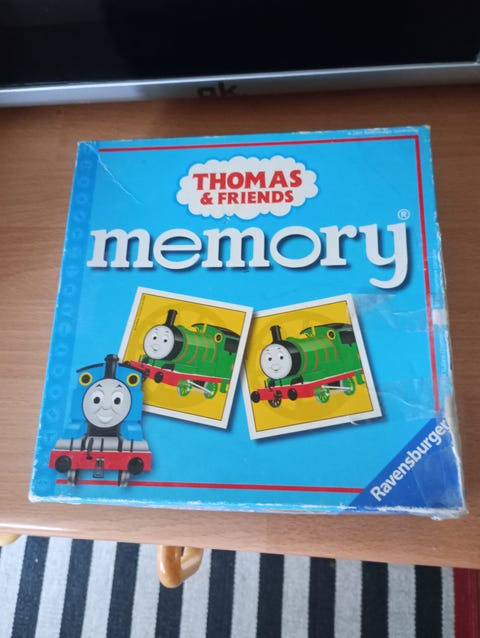 THOMAS
& FRIENDS
memory®
Ravensburger